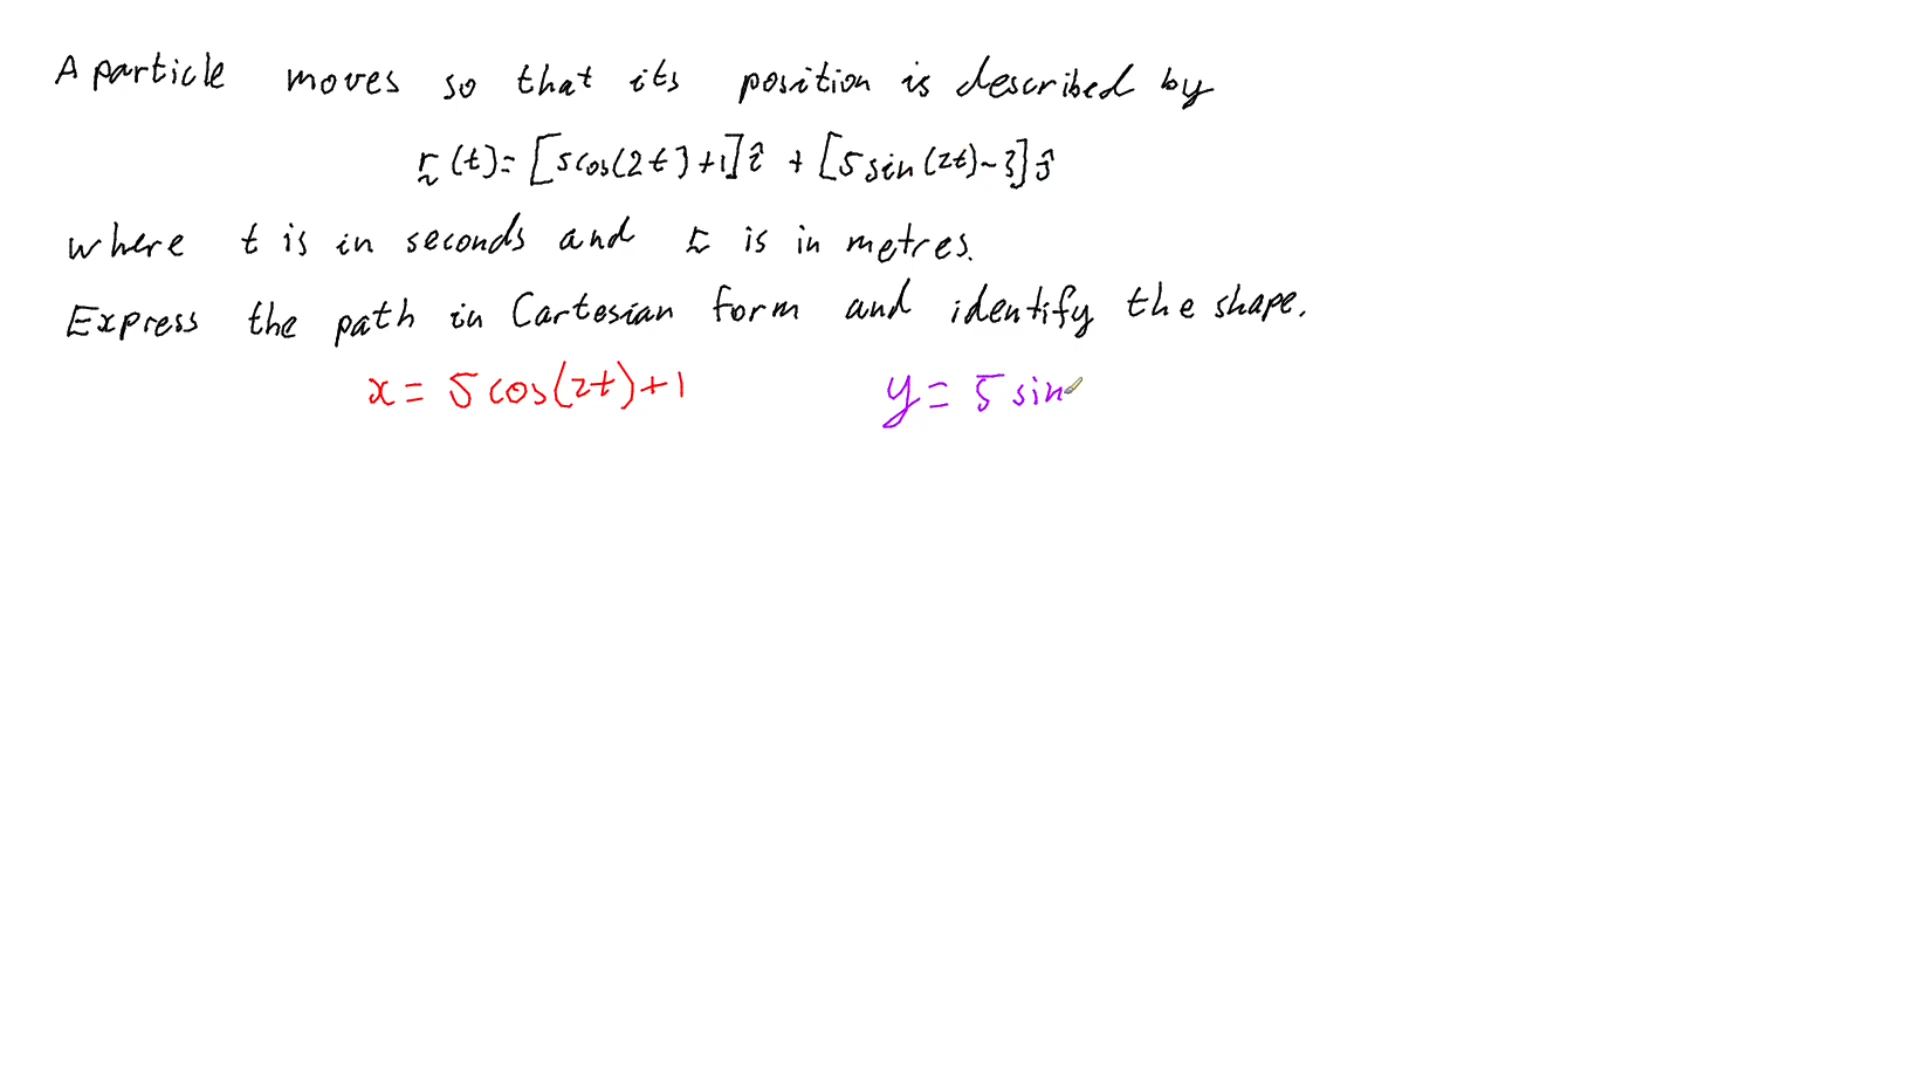 A particle moves so that its position is described by
r̰(t)= [5cos(2t)+1]î + [5sin(2t)-3]ĵ
where t is in seconds and r̰ is in metres.
Express the path in Cartesian form and identify the shape.
x = 5cos(2t)+1 y = 5 sin